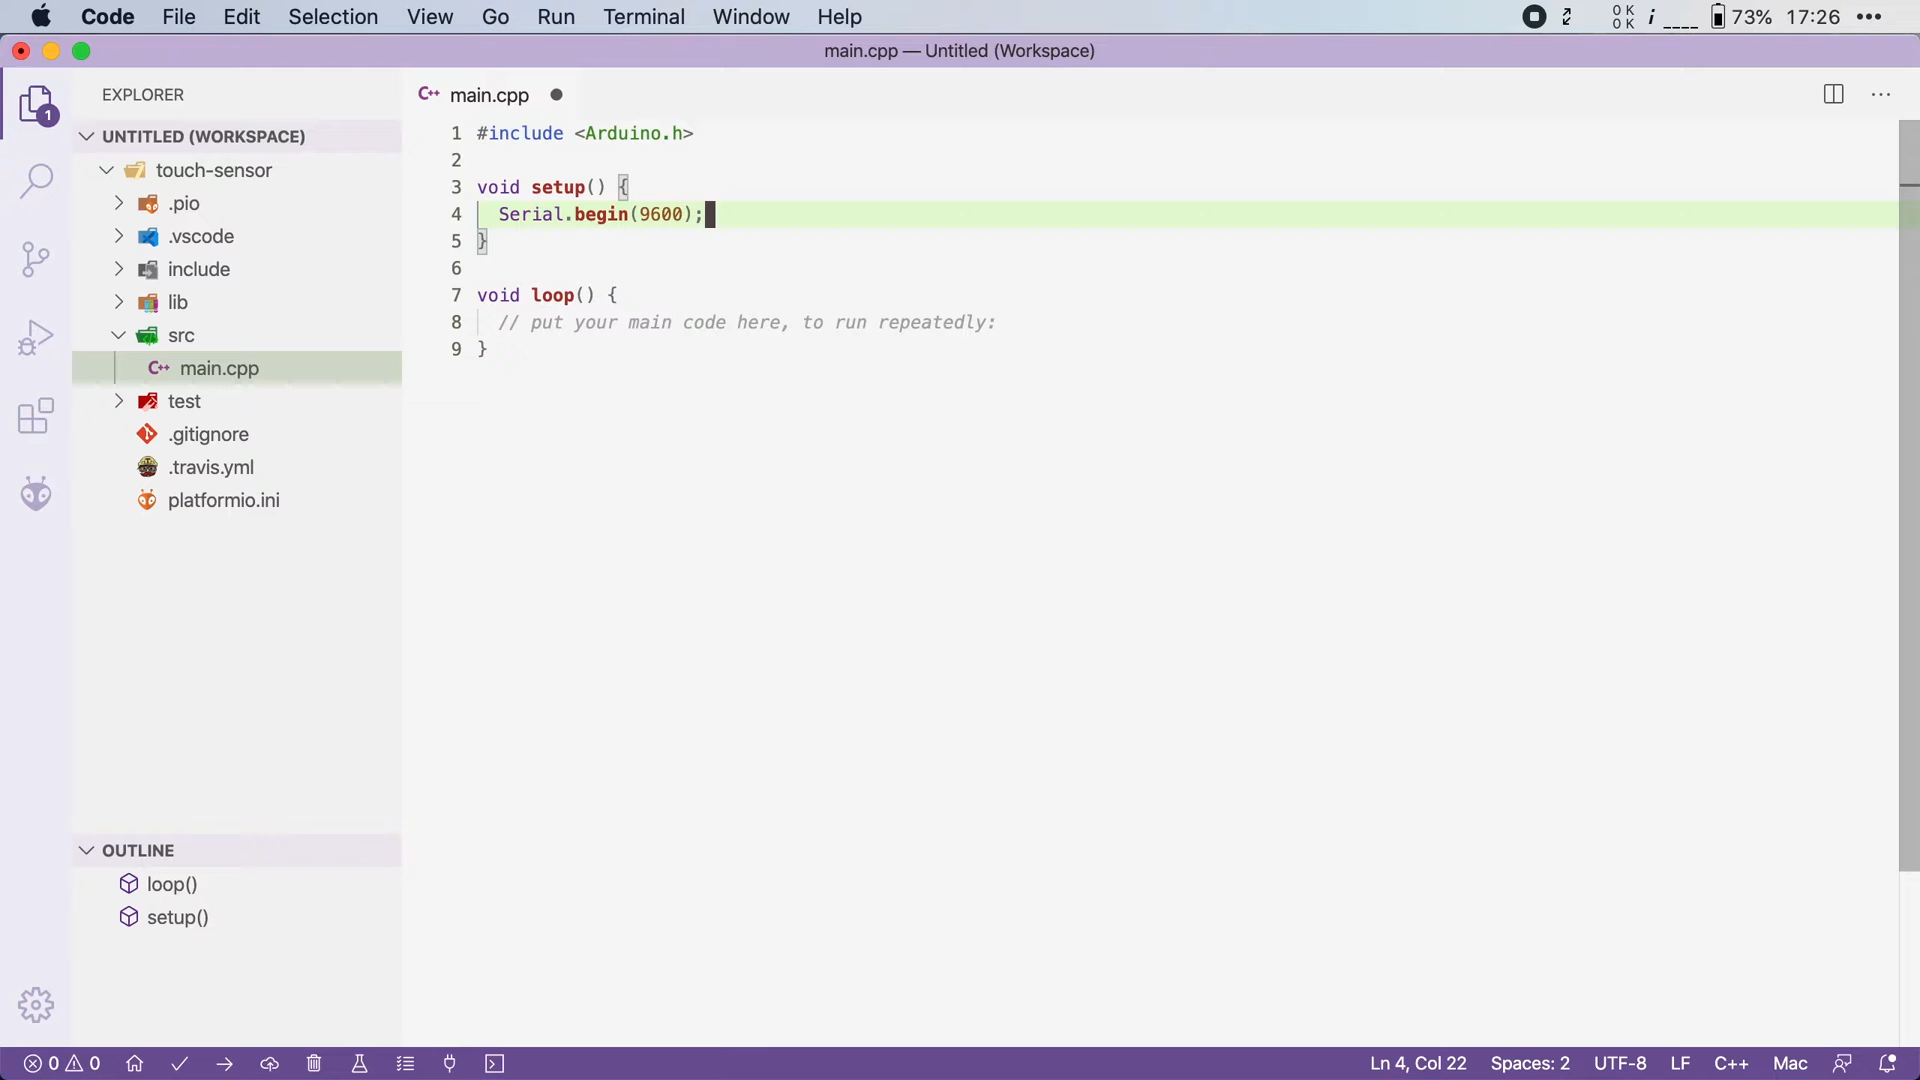 Code File Edit Selection View Go Run Terminal Window Help 0 K 0 K i 73% 17:26 •••
main.cpp — Untitled (Workspace)
EXPLORER
1
UNTITLED (WORKSPACE)
touch-sensor
.pio
.vscode
include
lib
src
C++ main.cpp
test
.gitignore
.travis.yml
platformio.ini
OUTLINE
loop()
setup()
C++ main.cpp
1 #include <Arduino.h>
2
3 void setup() {
4 Serial.begin(9600);
5 }
6
7 void loop() {
8 // put your main code here, to run repeatedly:
9 }
0 0 Ln 4, Col 22 Spaces: 2 UTF-8 LF C++ Mac